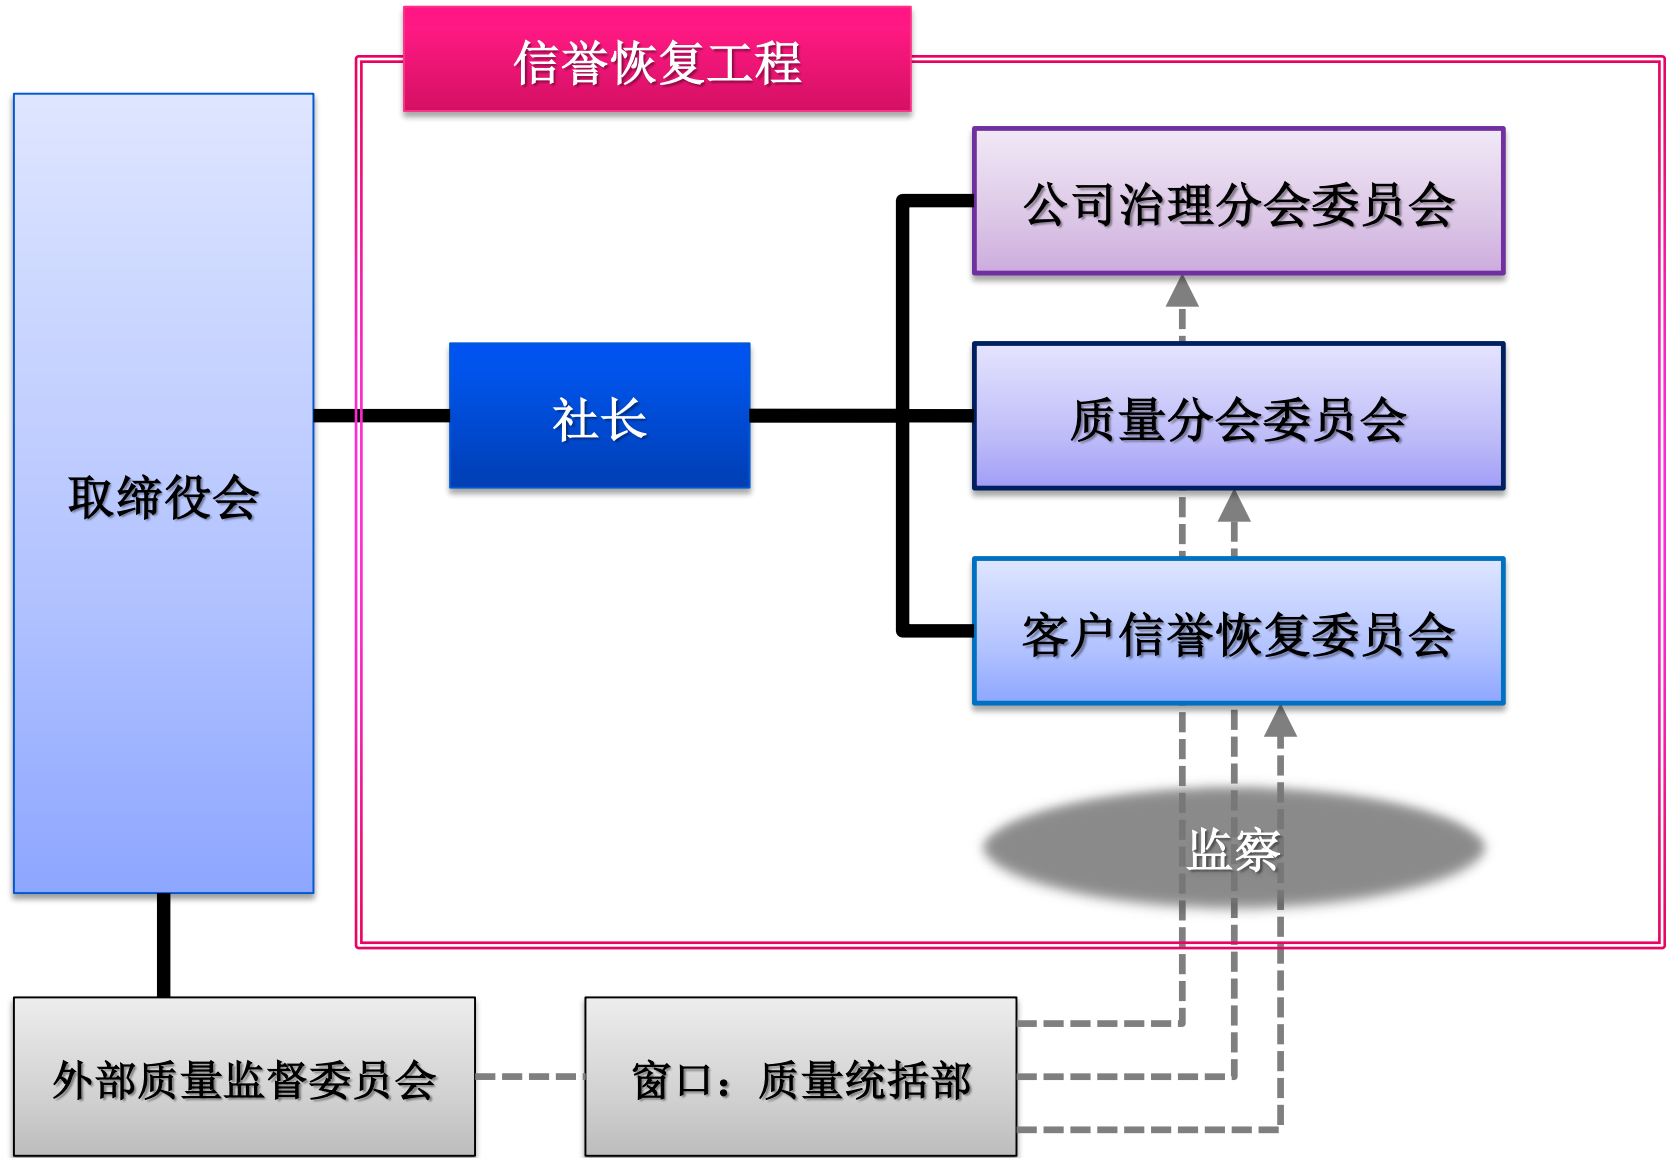 信誉恢复工程
取缔役会
社长
公司治理分会委员会
质量分会委员会
客户信誉恢复委员会
监察
外部质量监督委员会
窗口：质量统括部